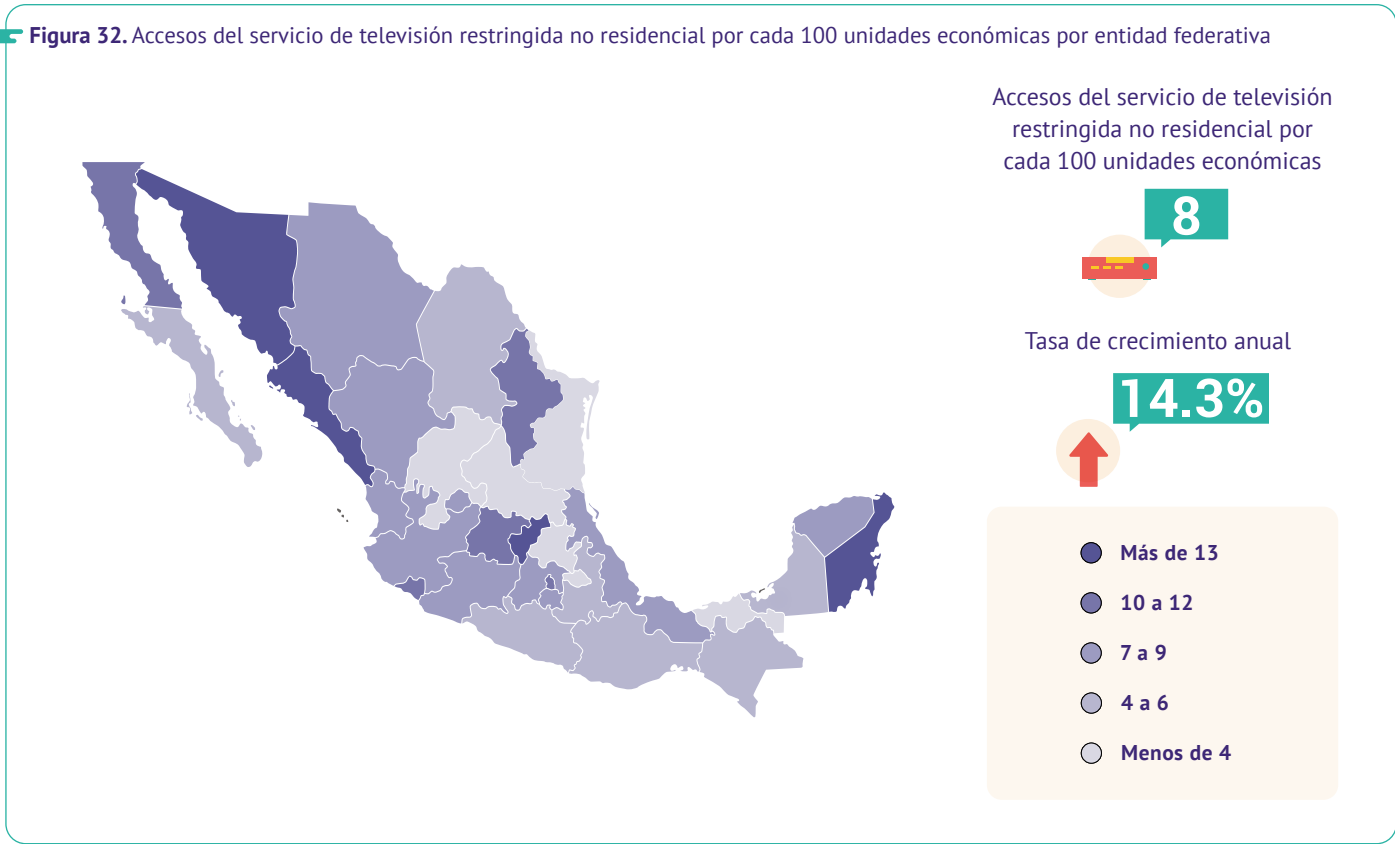 Figura 32. Accesos del servicio de televisión restringida no residencial por cada 100 unidades económicas por entidad federativa
Accesos del servicio de televisión
restringida no residencial por
cada 100 unidades económicas
8
Tasa de crecimiento anual
14.3%
Más de 13
10 a 12
7 a 9
4 a 6
Menos de 4